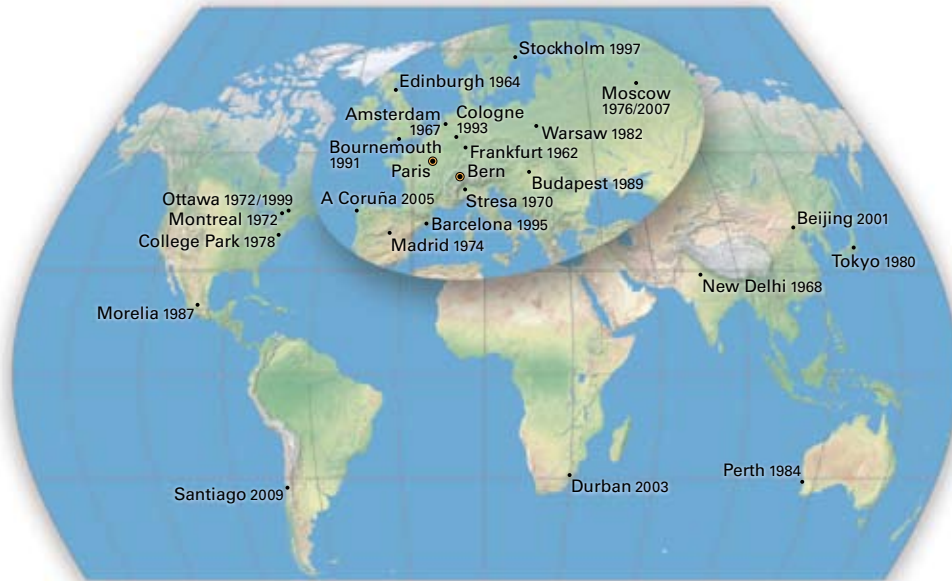 Stockholm 1997
Edinburgh 1964
Moscow
1976/2007
Amsterdam
1967
Cologne
1993
Warsaw 1982
Bournemouth
1991
Frankfurt 1962
Paris
Bern
Budapest 1989
A Coruña 2005
Stresa 1970
Barcelona 1995
Madrid 1974
Ottawa 1972/1999
Montreal 1972
College Park 1978
Morelia 1987
Beijing 2001
Tokyo 1980
New Delhi 1968
Santiago 2009
Durban 2003
Perth 1984